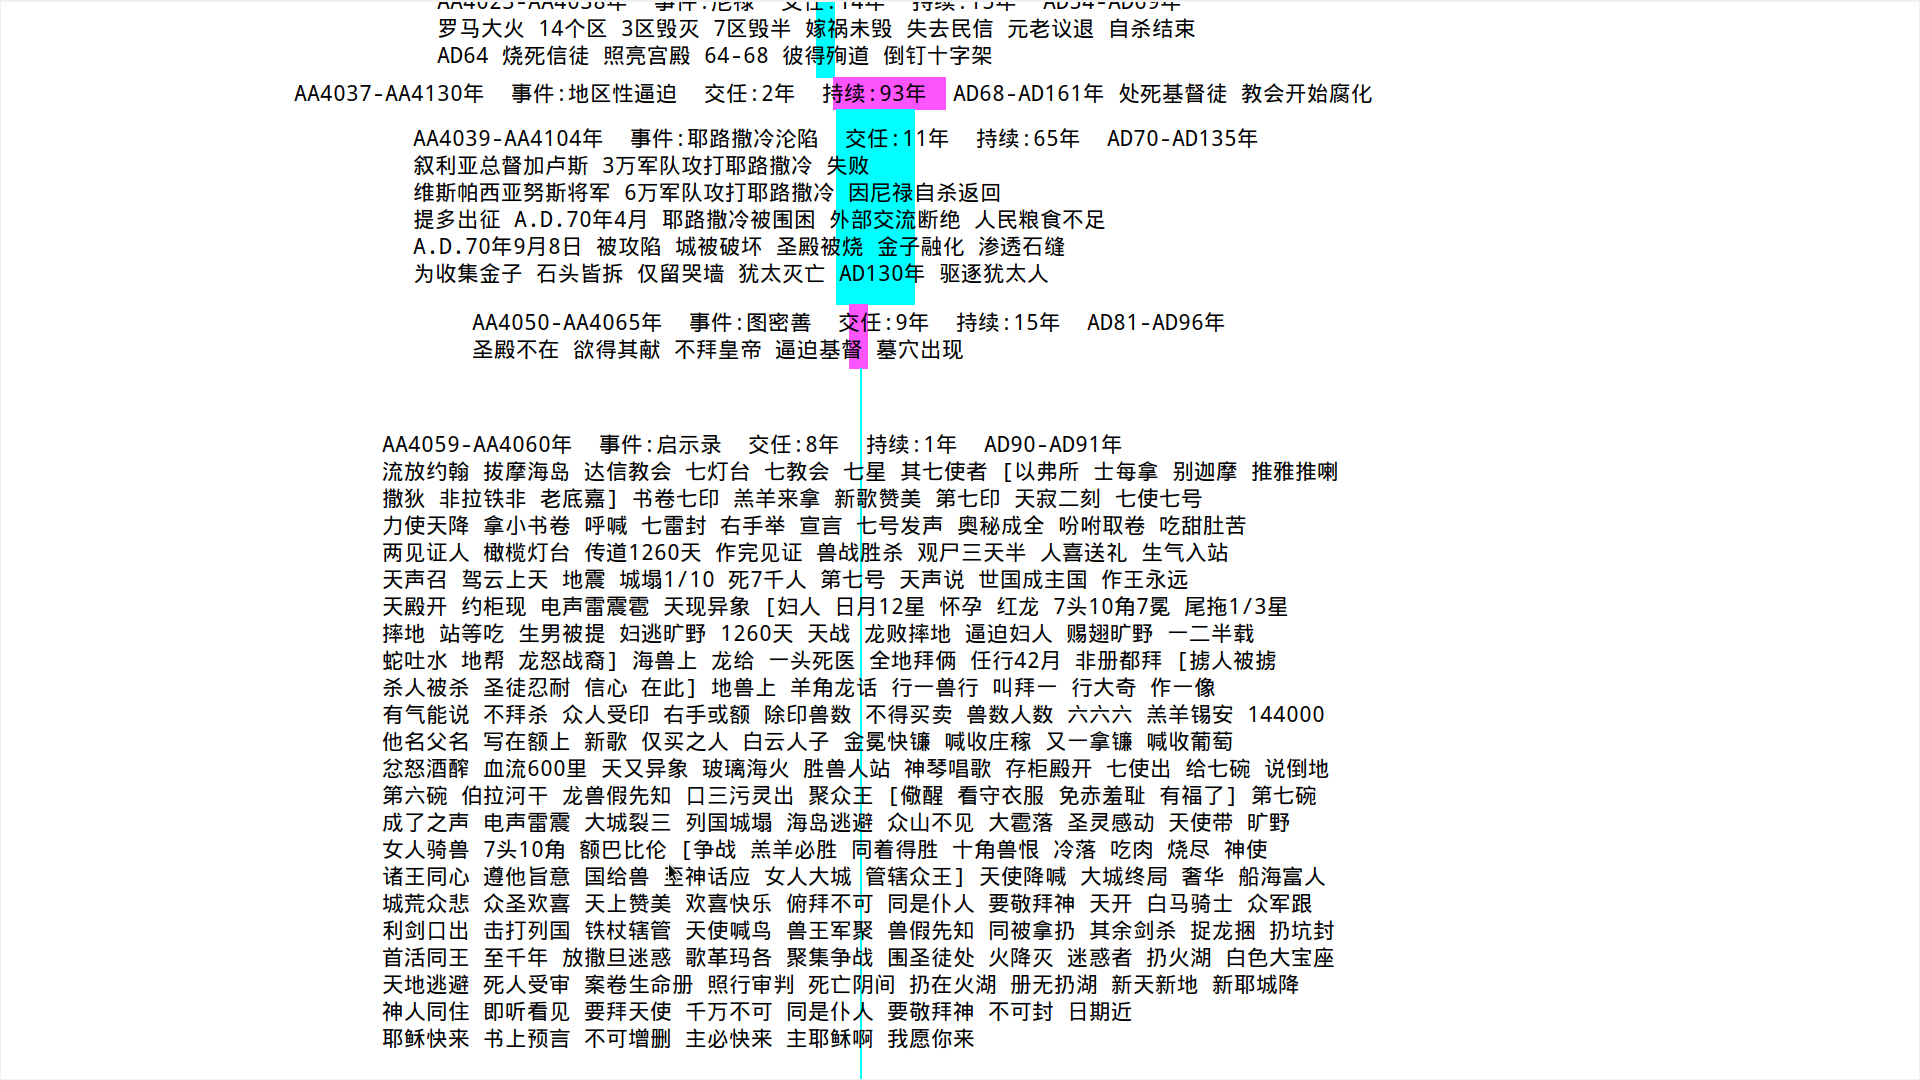 AA4023-AA4038年 事件:尼禄 交任:14年 持续:15年 AD54-AD69年
罗马大火 14个区 3区毁灭 7区毁半 嫁祸未毁 失去民信 元老议退 自杀结束
AD64 烧死信徒 照亮宫殿 64-68 彼得殉道 倒钉十字架
AA4037-AA4130年 事件:地区性逼迫 交任:2年 持续:93年 AD68-AD161年 处死基督徒 教会开始腐化
AA4039-AA4104年 事件:耶路撒冷沦陷 交任:11年 持续:65年 AD70-AD135年
叙利亚总督加卢斯 3万军队攻打耶路撒冷 失败
维斯帕西亚努斯将军 6万军队攻打耶路撒冷 因尼禄自杀返回
提多出征 A.D.70年4月 耶路撒冷被围困 外部交流断绝 人民粮食不足
A.D.70年9月8日 被攻陷 城被破坏 圣殿被烧 金子融化 渗透石缝
为收集金子 石头皆拆 仅留哭墙 犹太灭亡 AD130年 驱逐犹太人
AA4050-AA4065年 事件:图密善 交任:9年 持续:15年 AD81-AD96年
圣殿不在 欲得其献 不拜皇帝 逼迫基督 墓穴出现
AA4059-AA4060年 事件:启示录 交任:8年 持续:1年 AD90-AD91年
流放约翰 拔摩海岛 达信教会 七灯台 七教会 七星 其七使者 [以弗所 士每拿 别迦摩 推雅推喇
撒狄 非拉铁非 老底嘉] 书卷七印 羔羊来拿 新歌赞美 第七印 天寂二刻 七使七号
力使天降 拿小书卷 呼喊 七雷封 右手举 宣言 七号发声 奥秘成全 吩咐取卷 吃甜肚苦
两见证人 橄榄灯台 传道1260天 作完见证 兽战胜杀 观尸三天半 人喜送礼 生气入站
天声召 驾云上天 地震 城塌1/10 死7千人 第七号 天声说 世国成主国 作王永远
天殿开 约柜现 电声雷震雹 天现异象 [妇人 日月12星 怀孕 红龙 7头10角7冕 尾拖1/3星
摔地 站等吃 生男被提 妇逃旷野 1260天 天战 龙败摔地 逼迫妇人 赐翅旷野 一二半载
蛇吐水 地帮 龙怒战裔] 海兽上 龙给 一头死医 全地拜俩 任行42月 非册都拜 [掳人被掳
杀人被杀 圣徒忍耐 信心 在此] 地兽上 羊角龙话 行一兽行 叫拜一 行大奇 作一像
有气能说 不拜杀 众人受印 右手或额 除印兽数 不得买卖 兽数人数 六六六 羔羊锡安 144000
他名父名 写在额上 新歌 仅买之人 白云人子 金冕快镰 喊收庄稼 又一拿镰 喊收葡萄
忿怒酒醡 血流600里 天又异象 玻璃海火 胜兽人站 神琴唱歌 存柜殿开 七使出 给七碗 说倒地
第六碗 伯拉河干 龙兽假先知 口三污灵出 聚众王 [儆醒 看守衣服 免赤羞耻 有福了] 第七碗
成了之声 电声雷震 大城裂三 列国城塌 海岛逃避 众山不见 大雹落 圣灵感动 天使带 旷野
女人骑兽 7头10角 额巴比伦 [争战 羔羊必胜 同着得胜 十角兽恨 冷落 吃肉 烧尽 神使
诸王同心 遵他旨意 国给兽 至神话应 女人大城 管辖众王] 天使降喊 大城终局 奢华 船海富人
城荒众悲 众圣欢喜 天上赞美 欢喜快乐 俯拜不可 同是仆人 要敬拜神 天开 白马骑士 众军跟
利剑口出 击打列国 铁杖辖管 天使喊鸟 兽王军聚 兽假先知 同被拿扔 其余剑杀 捉龙捆 扔坑封
首活同王 至千年 放撒旦迷惑 歌革玛各 聚集争战 围圣徒处 火降灭 迷惑者 扔火湖 白色大宝座
天地逃避 死人受审 案卷生命册 照行审判 死亡阴间 扔在火湖 册无扔湖 新天新地 新耶城降
神人同住 即听看见 要拜天使 千万不可 同是仆人 要敬拜神 不可封 日期近
耶稣快来 书上预言 不可增删 主必快来 主耶稣啊 我愿你来